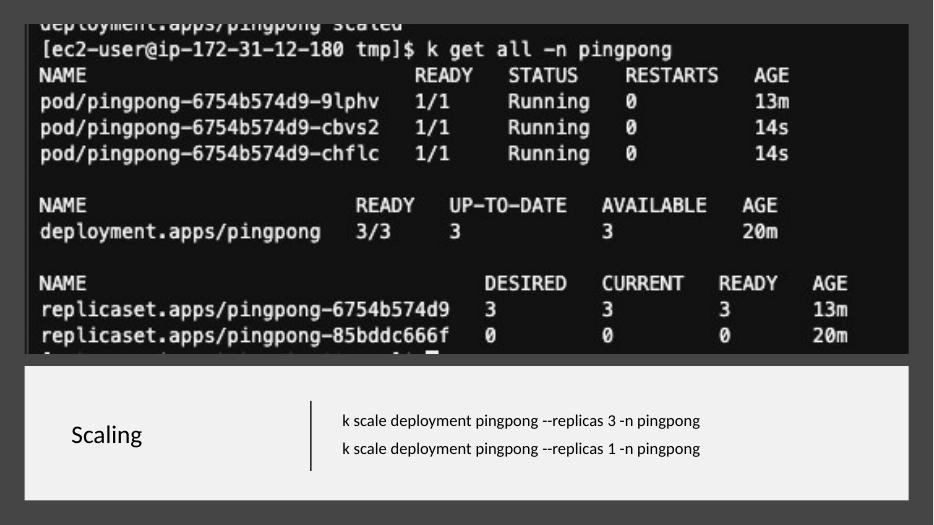 deployment.apps/pingpong scaled
[ec2-user@ip-172-31-12-180 tmp]$ k get all -n pingpong
NAME READY STATUS RESTARTS AGE
pod/pingpong-6754b574d9-9lphv 1/1 Running 0 13m
pod/pingpong-6754b574d9-cbvs2 1/1 Running 0 14s
pod/pingpong-6754b574d9-chflc 1/1 Running 0 14s
NAME READY UP-TO-DATE AVAILABLE AGE
deployment.apps/pingpong 3/3 3 3 20m
NAME DESIRED CURRENT READY AGE
replicaset.apps/pingpong-6754b574d9 3 3 3 13m
replicaset.apps/pingpong-85bddc666f 0 0 0 20m
Scaling
k scale deployment pingpong --replicas 3 -n pingpong
k scale deployment pingpong --replicas 1 -n pingpong